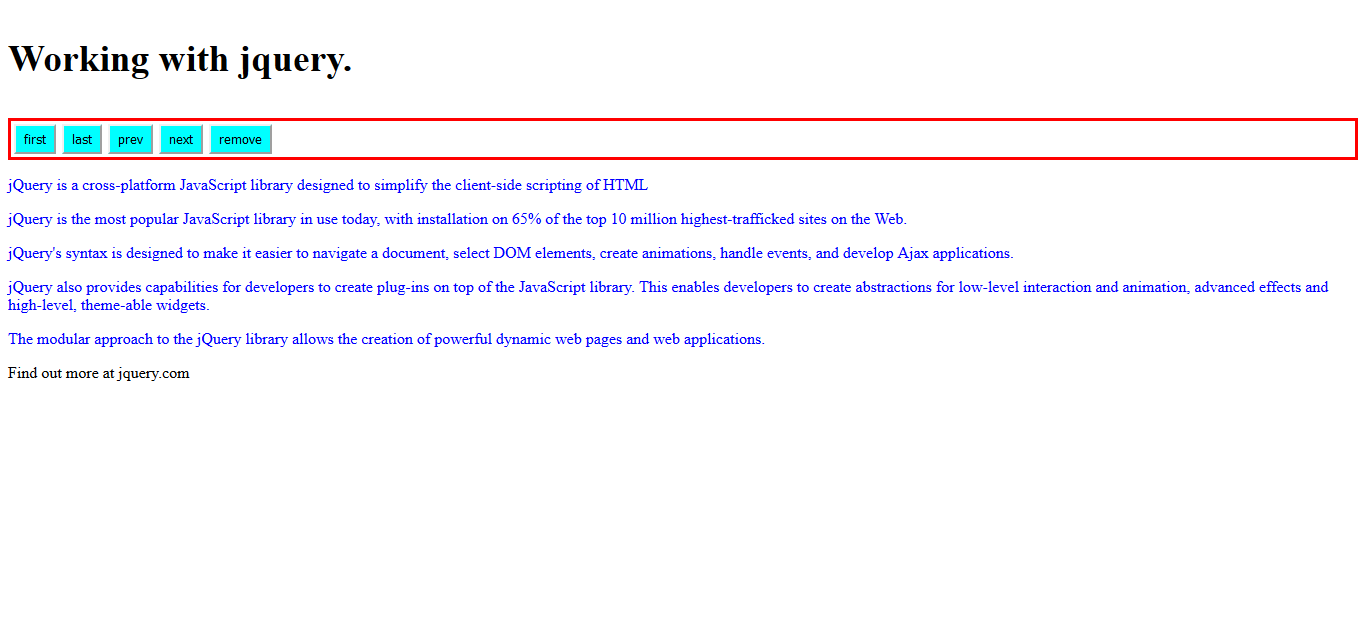 Working with jquery.
first last prev next remove
jQuery is a cross-platform JavaScript library designed to simplify the client-side scripting of HTML
jQuery is the most popular JavaScript library in use today, with installation on 65% of the top 10 million highest-trafficked sites on the Web.
jQuery's syntax is designed to make it easier to navigate a document, select DOM elements, create animations, handle events, and develop Ajax applications.
jQuery also provides capabilities for developers to create plug-ins on top of the JavaScript library. This enables developers to create abstractions for low-level interaction and animation, advanced effects and
high-level, theme-able widgets.
The modular approach to the jQuery library allows the creation of powerful dynamic web pages and web applications.
Find out more at jquery.com